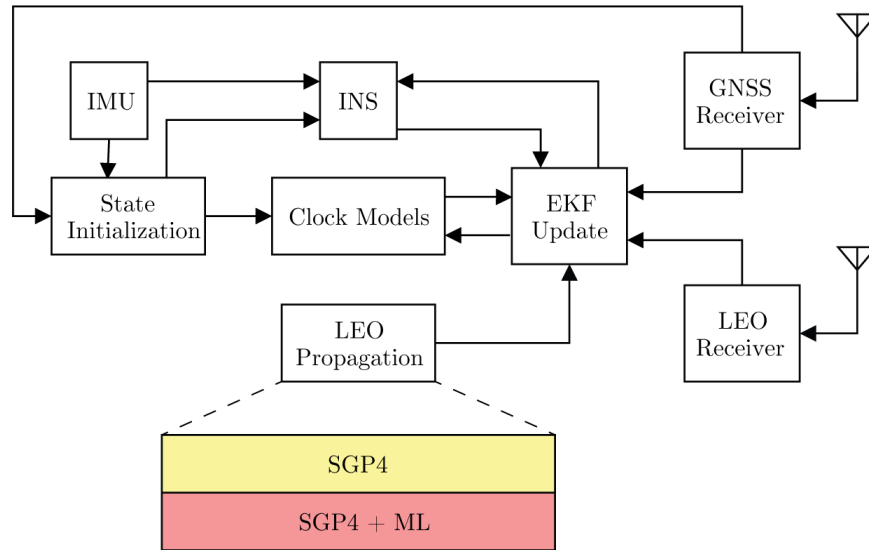 IMU
INS
GNSS
Receiver
State
Initialization
Clock Models
EKF
Update
LEO
Propagation
LEO
Receiver
SGP4
SGP4 + ML